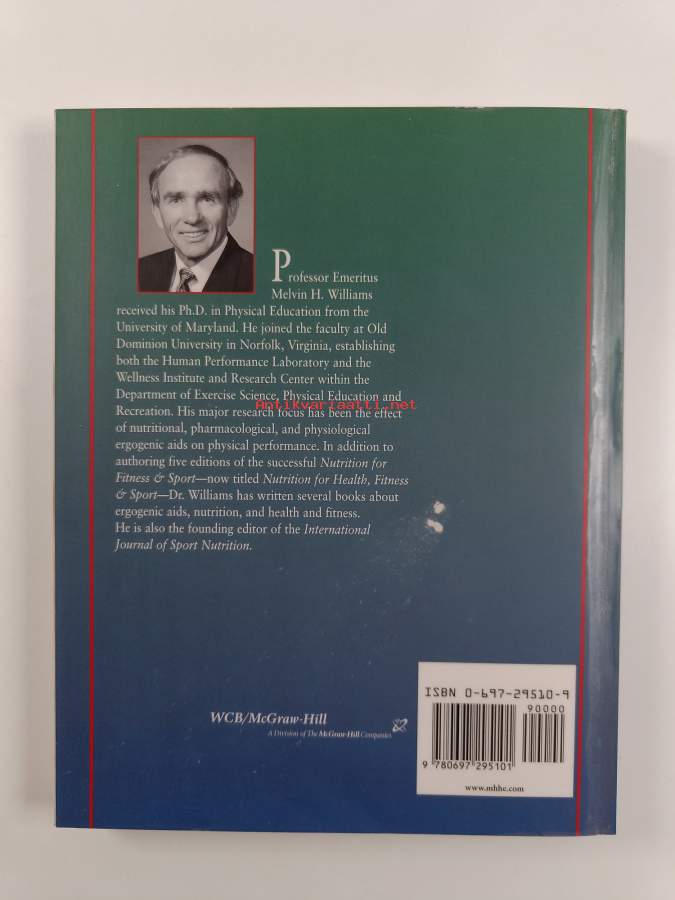 Professor Emeritus
Melvin H. Williams
received his Ph.D. in Physical Education from the
University of Maryland. He joined the faculty at Old
Dominion University in Norfolk, Virginia, establishing
both the Human Performance Laboratory and the
Wellness Institute and Research Center within the
Department of Exercise Science, Physical Education and
Antikvariaatti.net
Recreation. His major research focus has been the effect
of nutritional, pharmacological, and physiological
ergogenic aids on physical performance. In addition to
authoring five editions of the successful Nutrition for
Fitness & Sport—now titled Nutrition for Health, Fitness
& Sport—Dr. Williams has written several books about
ergogenic aids, nutrition, and health and fitness.
He is also the founding editor of the International
Journal of Sport Nutrition.
WCB/McGraw-Hill
A Division of The McGraw-Hill Companies
ISBN 0-697-29510-9
90000
9 780697 295101
www.mhhe.com